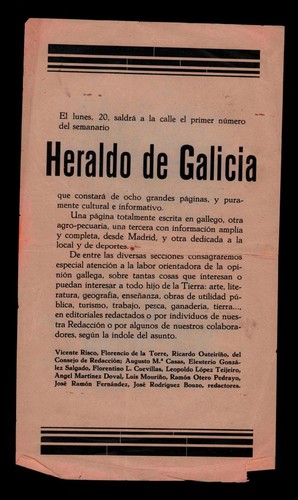 El lunes, 20, saldrá a la calle el primer número
del semanario
Heraldo de Galicia
que constará de ocho grandes páginas, y pura-
mente cultural e informativo.
Una página totalmente escrita en gallego, otra
agro-pecuaria, una tercera con información amplia
y completa, desde Madrid, y otra dedicada a la
local y de deportes.
De entre las diversas secciones consagraremos
especial atención a la labor orientadora de la opi-
nión gallega, sobre tantas cosas que interesan o
puedan interesar a todo hijo de la Tierra: arte, lite-
ratura, geografía, enseñanza, obras de utilidad pú-
blica, turismo, trabajo, pecca, ganadería, tierra...,
en editoriales redactados o por individuos de nues-
tra Redacción o por algunos de nuestros colabora-
dores, según la índole del asunto.
Vicente Risco, Florencio de la Torre, Ricardo Outeiriño, del
Consejo de Redacción; Augusto M.ª Casas, Eleuterio Gonzá-
lez Salgado, Florentino L. Cuevillas, Leopoldo López Teijeiro,
Angel Martínez Doval, Luis Mouriño, Ramón Otero Pedrayo,
José Ramón Fernández, José Rodríguez Bouzo, redactores.